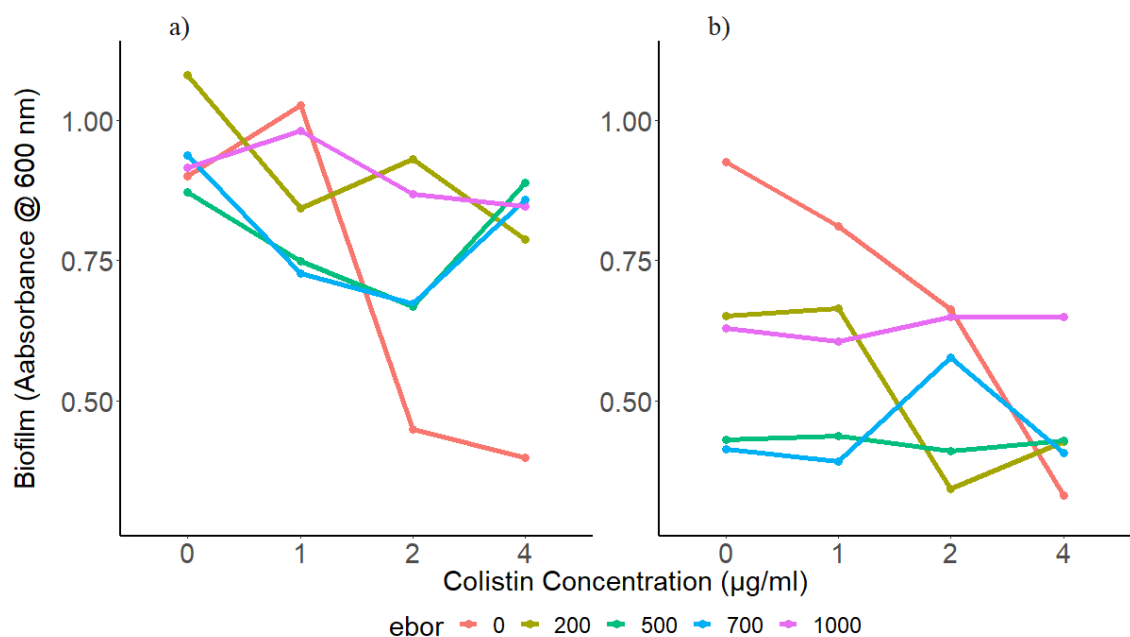 a) b)
Biofilm (Aabsorbance @ 600 nm)
1.00 1.00
0.75 0.75
0.50 0.50
0 1 2 4 0 1 2 4
Colistin Concentration (µg/ml)
ebor 0 200 500 700 1000